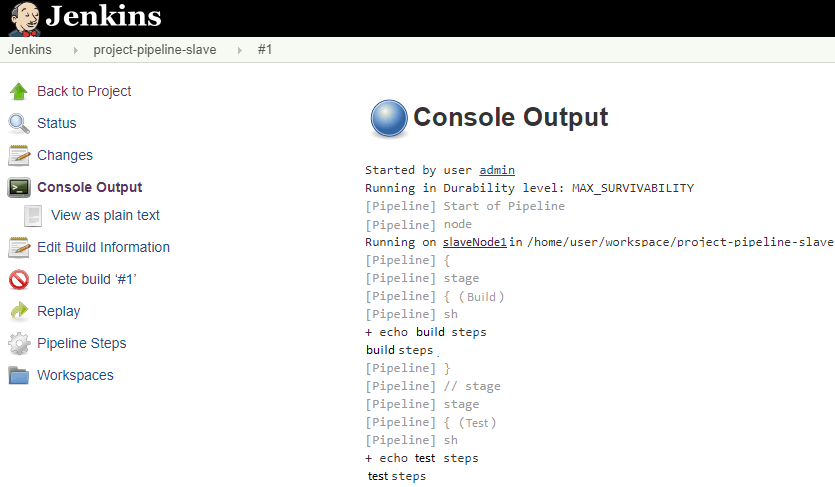 Jenkins
Jenkins project-pipeline-slave #1
Back to Project
Status
Changes
Console Output
View as plain text
Edit Build Information
Delete build ‘#1’
Replay
Pipeline Steps
Workspaces
Console Output
Started by user admin
Running in Durability level: MAX_SURVIVABILITY
[Pipeline] Start of Pipeline
[Pipeline] node
Running on slaveNode1 in /home/user/workspace/project-pipeline-slave
[Pipeline] {
[Pipeline] stage
[Pipeline] { (Build)
[Pipeline] sh
+ echo build steps
build steps .
[Pipeline] }
[Pipeline] // stage
[Pipeline] stage
[Pipeline] { (Test)
[Pipeline] sh
+ echo test steps
test steps